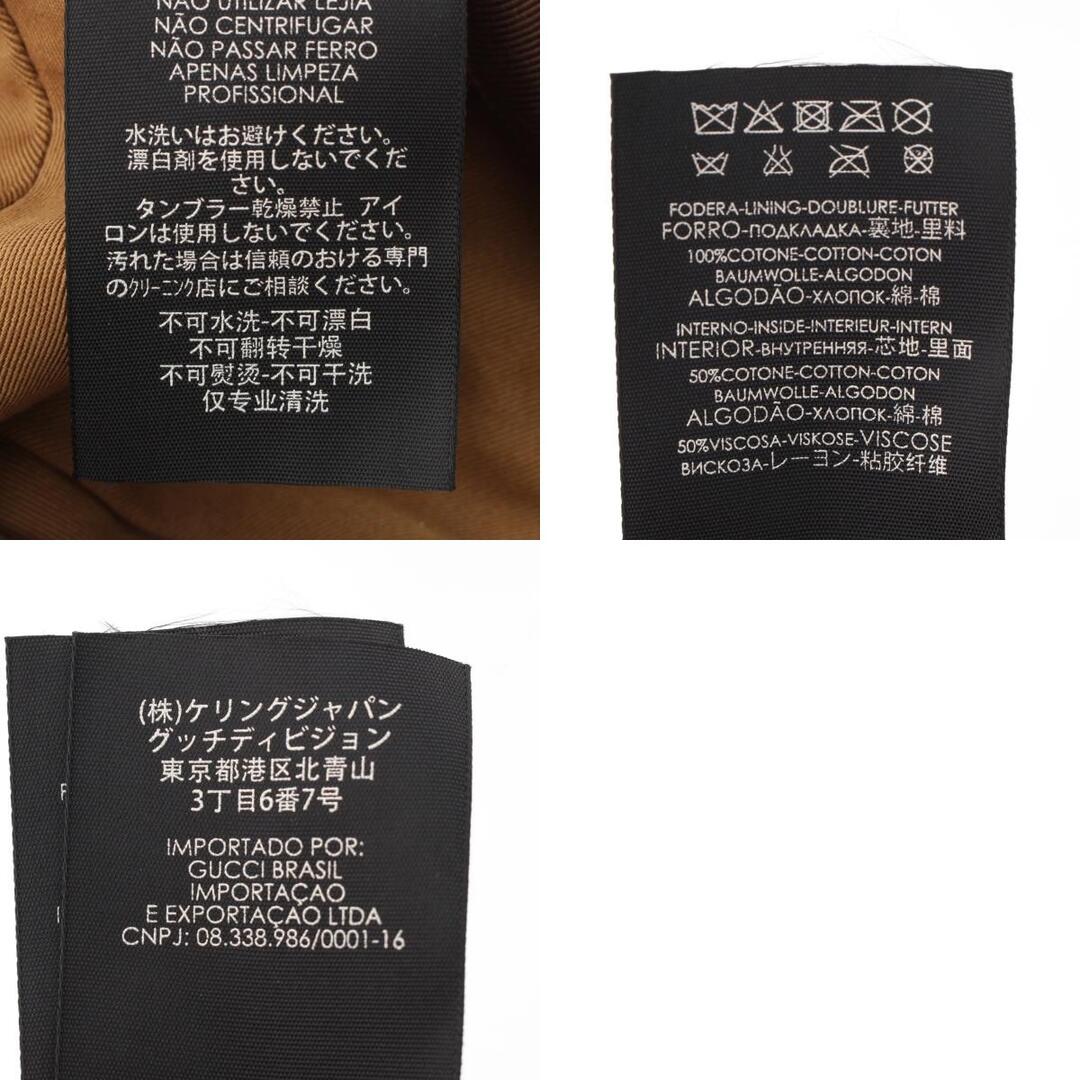 NÃO UTILIZAR LEJIA
NÃO CENTRIFUGAR
NÃO PASSAR FERRO
APENAS LIMPEZA
PROFISSIONAL
水洗いはお避けください。
漂白剤を使用しないでくだ
さい。
タンブラー乾燥禁止 アイ
ロンは使用しないでください。
汚れた場合は信頼のおける専門
のｸﾘｰﾆﾝｸﾞ店にご相談ください。
不可水洗-不可漂白
不可翻转干燥
不可熨烫-不可干洗
仅专业清洗
FODERA-LINING-DOUBLURE-FUTTER
FORRO-ПОДКЛАДКА-裏地-里料
100%COTONE-COTTON-COTON
BAUMWOLLE-ALGODON
ALGODÃO-ХЛОПОК-綿-棉
INTERNO-INSIDE-INTERIEUR-INTERN
INTERIOR-ВНУТРЕННЯЯ-芯地-里面
50%COTONE-COTTON-COTON
BAUMWOLLE-ALGODON
ALGODÃO-ХЛОПОК-綿-棉
50%VISCOSA-VISKOSE-VISCOSE
ВИСКОЗА-レーヨン-粘胶纤维
(株)ケリングジャパン
グッチディビジョン
東京都港区北青山
3丁目6番7号
IMPORTADO POR:
GUCCI BRASIL
IMPORTAÇAO
E EXPORTAÇAO LTDA
CNPJ: 08.338.986/0001-16